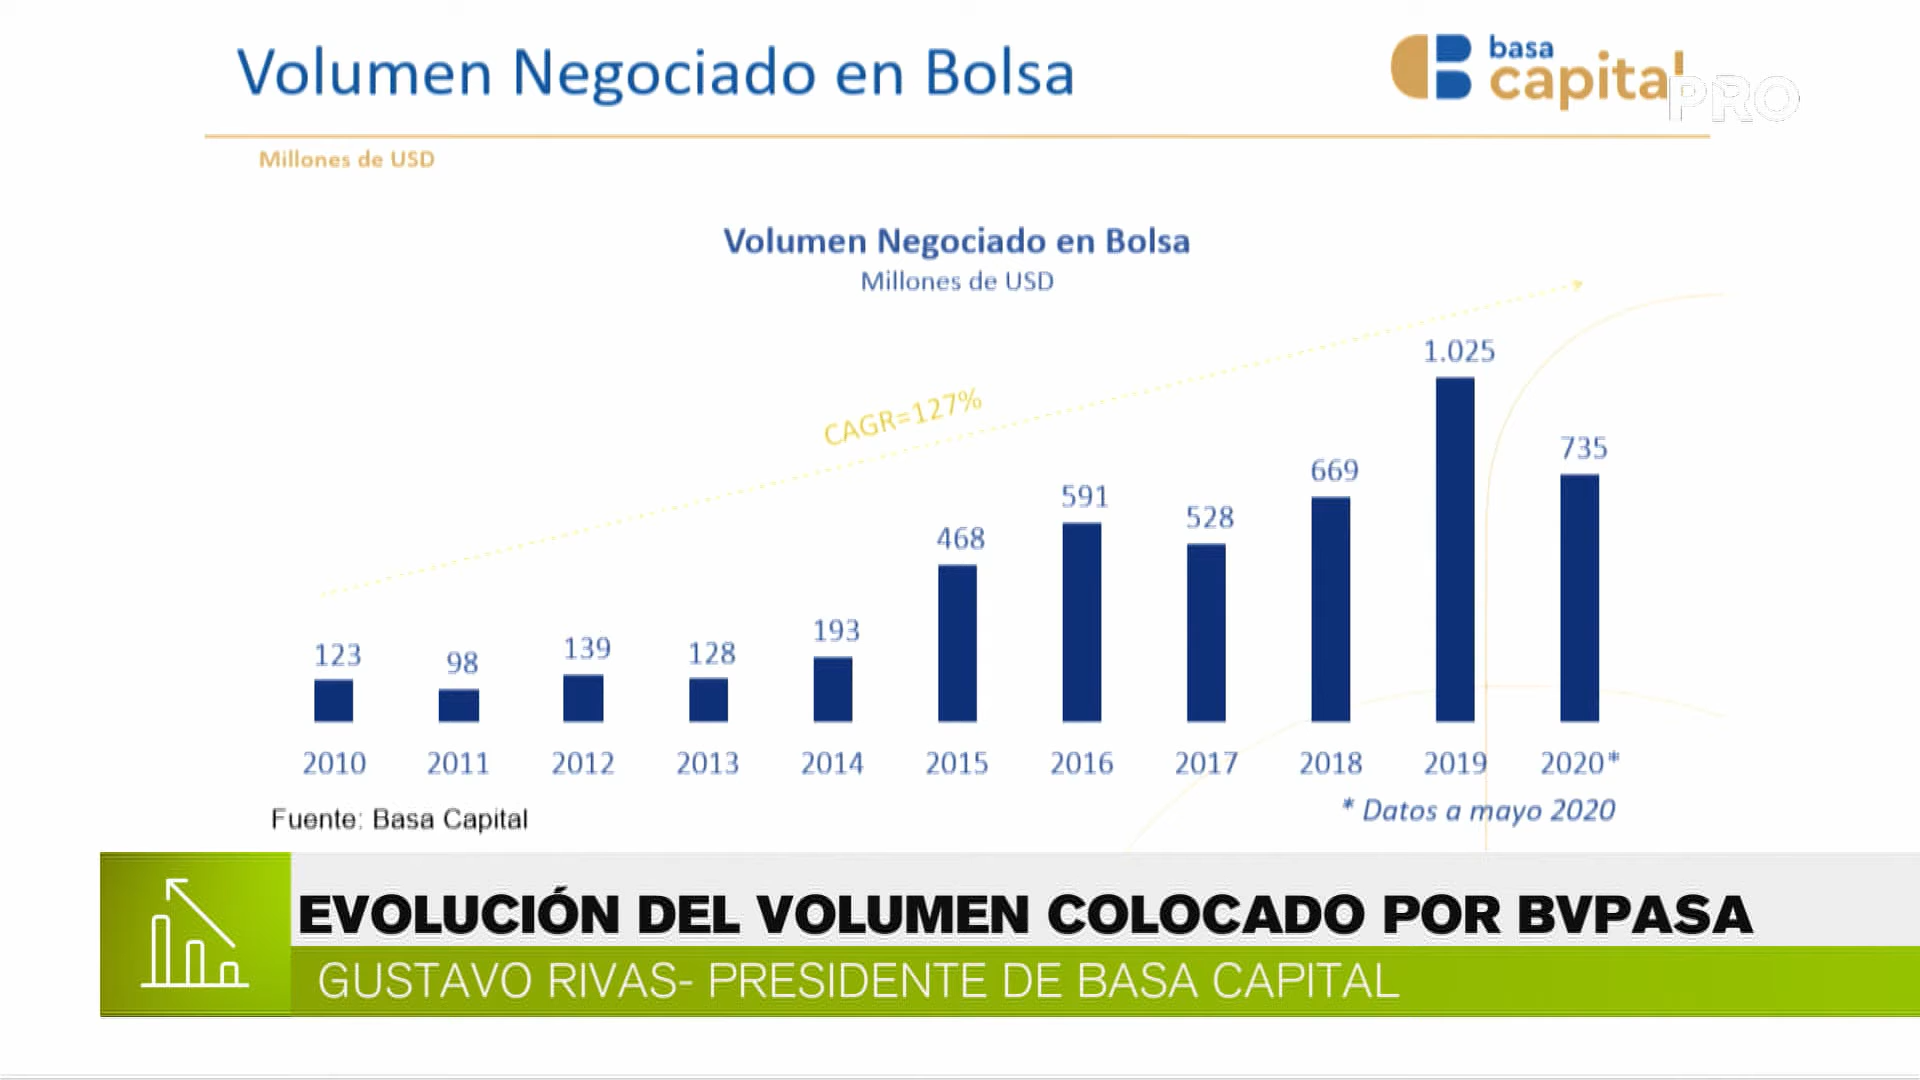 Volumen Negociado en Bolsa
basa
capital
PRO
Millones de USD
Volumen Negociado en Bolsa
Millones de USD
CAGR=127%
123
98
139
128
193
468
591
528
669
1.025
735
2010
2011
2012
2013
2014
2015
2016
2017
2018
2019
2020*
Fuente: Basa Capital
* Datos a mayo 2020
EVOLUCIÓN DEL VOLUMEN COLOCADO POR BVPASA
GUSTAVO RIVAS- PRESIDENTE DE BASA CAPITAL